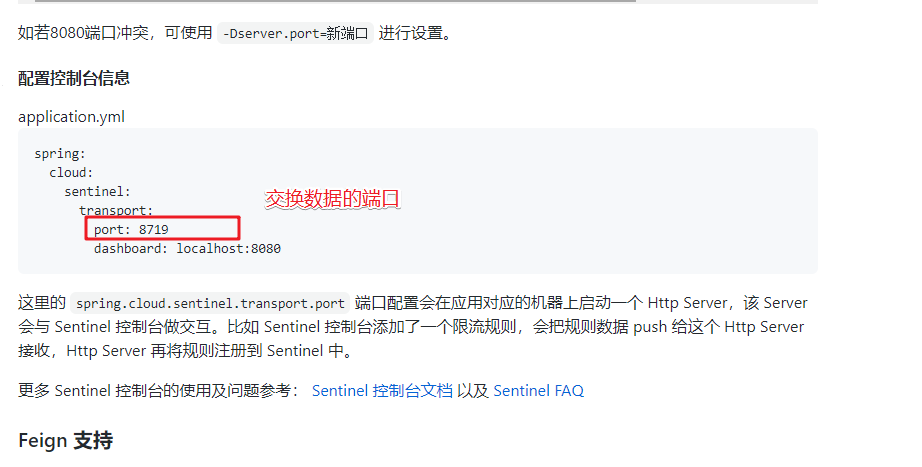 如若8080端口冲突，可使用 -Dserver.port=新端口 进行设置。
配置控制台信息
application.yml
spring:
  cloud:
    sentinel:
      transport:
        port: 8719
        dashboard: localhost:8080
交换数据的端口
这里的 spring.cloud.sentinel.transport.port 端口配置会在应用对应的机器上启动一个 Http Server，该 Server
会与 Sentinel 控制台做交互。比如 Sentinel 控制台添加了一个限流规则，会把规则数据 push 给这个 Http Server
接收，Http Server 再将规则注册到 Sentinel 中。
更多 Sentinel 控制台的使用及问题参考： Sentinel 控制台文档 以及 Sentinel FAQ
Feign 支持